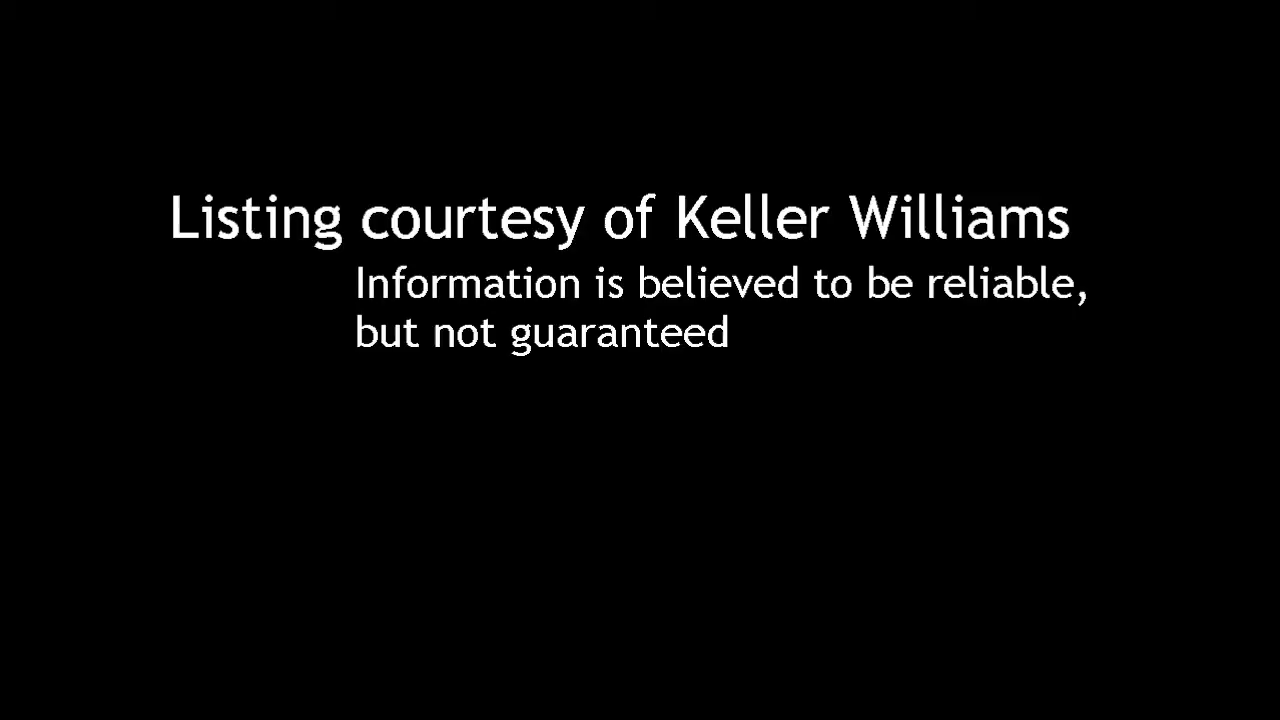 Listing courtesy of Keller Williams
Information is believed to be reliable,
but not guaranteed